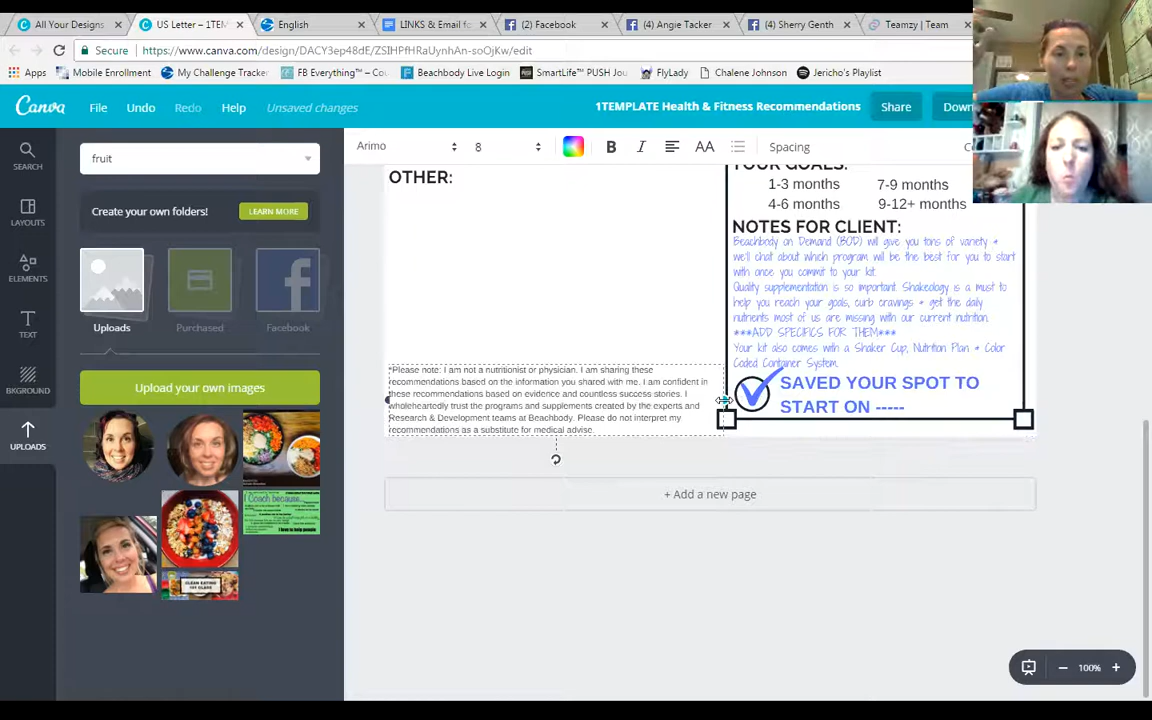 All Your Designs
US Letter – 1TEM
English
LINKS & Email fo
(2) Facebook
(4) Angie Tacker
(4) Sherry Genth
Teamzy | Team
Secure
https://www.canva.com/design/DACY3ep48dE/ZSIHPfHRaUynhAn-soOjKw/edit
Apps
Mobile Enrollment
My Challenge Tracke
FB Everything™ – Cou
Beachbody Live Login
SmartLife™ PUSH Jou
FlyLady
Chalene Johnson
Jericho's Playlist
Canva
File
Undo
Redo
Help
Unsaved changes
1TEMPLATE Health & Fitness Recommendations
Share
Down
SEARCH
LAYOUTS
ELEMENTS
TEXT
BKGROUND
UPLOADS
fruit
Create your own folders!
LEARN MORE
Uploads
Purchased
Facebook
Upload your own images
I Coach because...
CLEAN EATING
Arimo
8
B
I
AA
Spacing
OTHER:
*Please note: I am not a nutritionist or physician. I am sharing these
recommendations based on the information you shared with me. I am confident in
these recommendations based on evidence and countless success stories. I
wholeheartedly trust the programs and supplements created by the experts and
Research & Development teams at Beachbody. Please do not interpret my
recommendations as a substitute for medical advise.
YOUR GOALS:
1-3 months
7-9 months
4-6 months
9-12+ months
NOTES FOR CLIENT:
Beachbody on Demand (BOD) will give you tons of variety &
we'll chat about which program will be the best for you to start
with once you commit to your kit.
Quality supplementation is so important. Shakeology is a must to
help you reach your goals, curb cravings & get the daily
nutrients most of us are missing with our current nutrition.
***ADD SPECIFICS FOR THEM***
Your kit also comes with a Shaker Cup, Nutrition Plan & Color
Coded Container System.
SAVED YOUR SPOT TO
START ON -----
+ Add a new page
100%